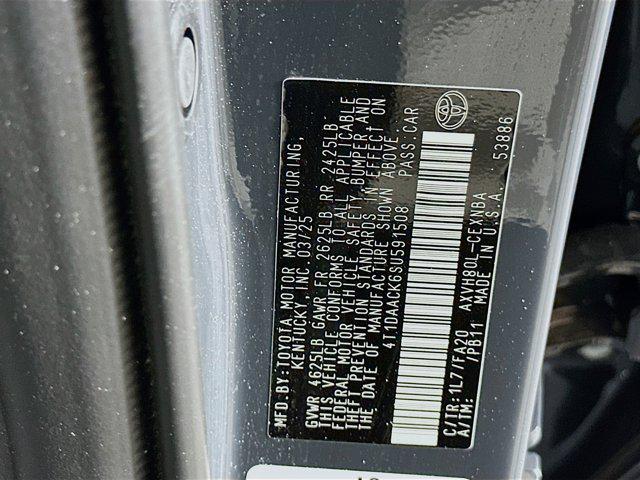 MFD.BY:TOYOTA MOTOR MANUFACTURING,
KENTUCKY, INC. 03/25
GVWR 4625LB GAWR FR 2625LB RR 2425LB
THIS VEHICLE CONFORMS TO ALL APPLICABLE
FEDERAL MOTOR VEHICLE SAFETY, BUMPER AND
THEFT PREVENTION STANDARDS IN EFFECT ON
THE DATE OF MANUFACTURE SHOWN ABOVE.
4T1DAACK6SU591508 PASS.CAR
C/TR:1L7/FA20 AXVH80L-CEXNBA
A/TM: /PB11 MADE IN U.S.A. 53886